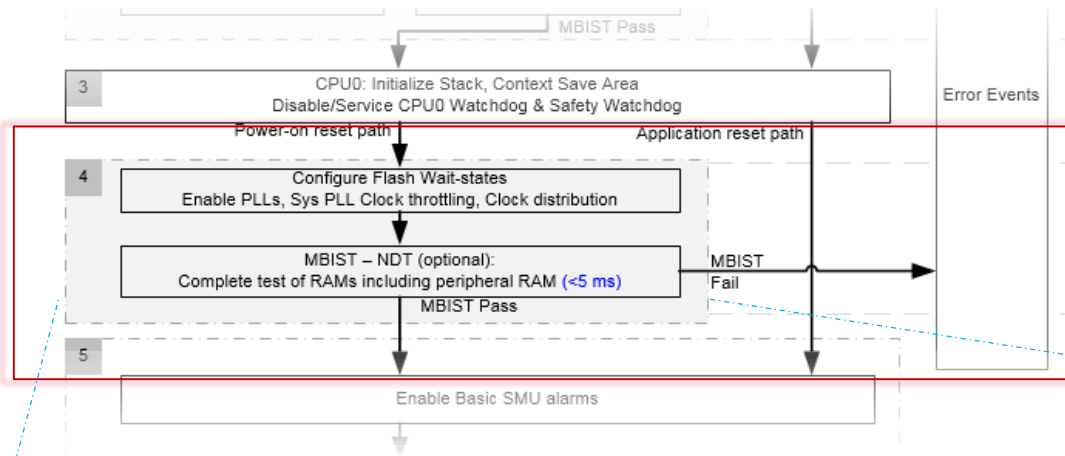 MBIST Pass
3
CPU0: Initialize Stack, Context Save Area
Disable/Service CPU0 Watchdog & Safety Watchdog
Error Events
Power-on reset path
Application reset path
4
Configure Flash Wait-states
Enable PLLs, Sys PLL Clock throttling, Clock distribution
MBIST – NDT (optional):
Complete test of RAMs including peripheral RAM (<5 ms)
MBIST
Fail
MBIST Pass
5
Enable Basic SMU alarms